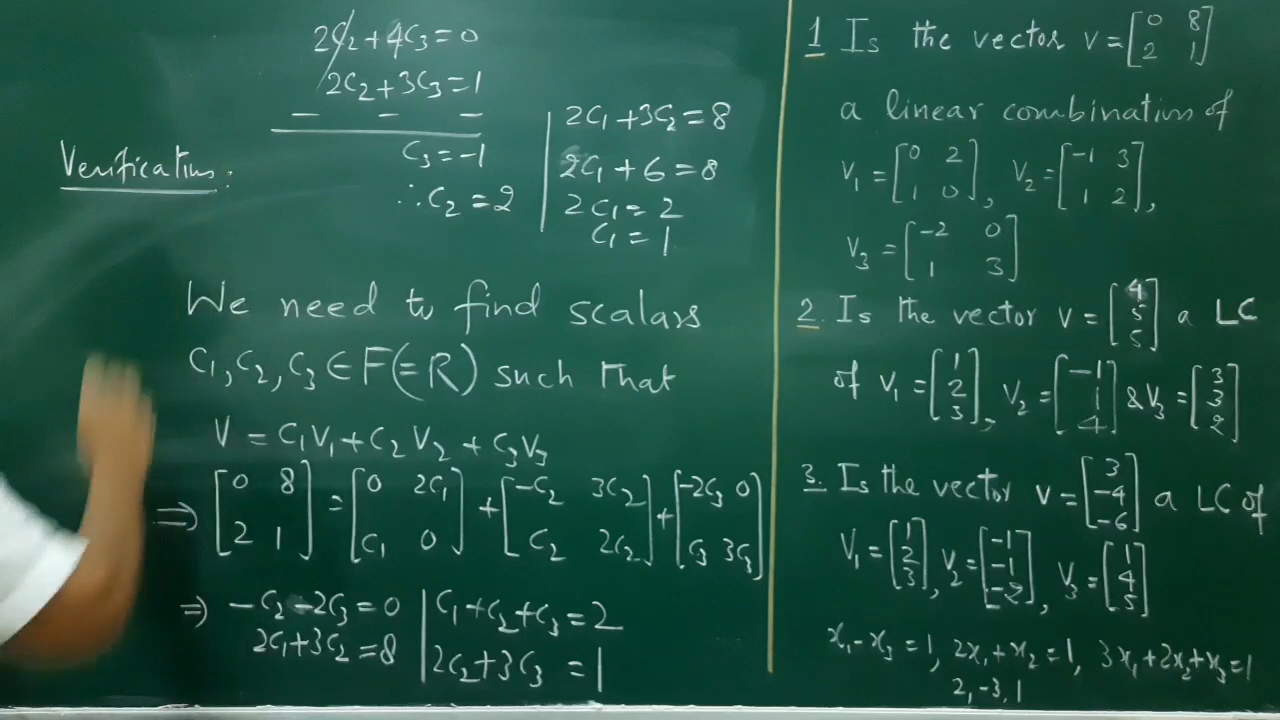 2C2 + 4C3 = 0
2C2 + 3C3 = 1
– – –
C3 = -1
∴ C2 = 2
2C1 + 3C2 = 8
2C1 + 6 = 8
2C1 = 2
C1 = 1
Verification:
We need to find scalars
C1, C2, C3 ∈ F(=R) such that
V = C1V1 + C2V2 + C3V3
⇒ [0 8; 2 1] = [0 2C1; C1 0] + [-C2 3C2; C2 2C2] + [-2C3 0; C3 3C3]
⇒ -C2 - 2C3 = 0 | C1 + C2 + C3 = 2
2C1 + 3C2 = 8 | 2C2 + 3C3 = 1
1 Is the vector V = [0 8; 2 1]
a linear combination of
V1 = [0 2; 1 0], V2 = [-1 3; 1 2],
V3 = [-2 0; 1 3]
2. Is the vector V = [4; 5; 5] a LC
of V1 = [1; 2; 3], V2 = [-1; 1; 4] & V3 = [3; 3; 2]
3. Is the vector V = [3; -4; -6] a LC of
V1 = [1; 2; 3], V2 = [-1; -1; -2], V3 = [1; 4; 5]
x1 - x3 = 1, 2x1 + x2 = 1, 3x1 + 2x2 + x3 = 1
2, -3, 1